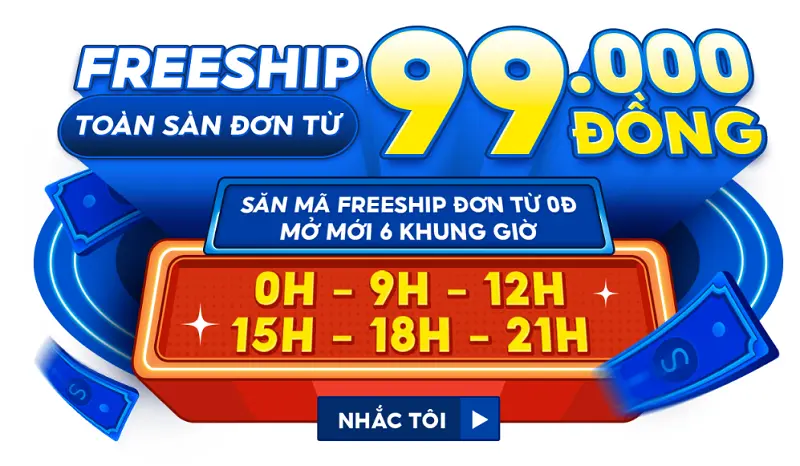 FREESHIP 99.000
TOÀN SÀN ĐƠN TỪ ĐỒNG
SĂN MÃ FREESHIP ĐƠN TỪ 0Đ
MỞ MỚI 6 KHUNG GIỜ
0H - 9H - 12H
15H - 18H - 21H
NHẮC TÔI